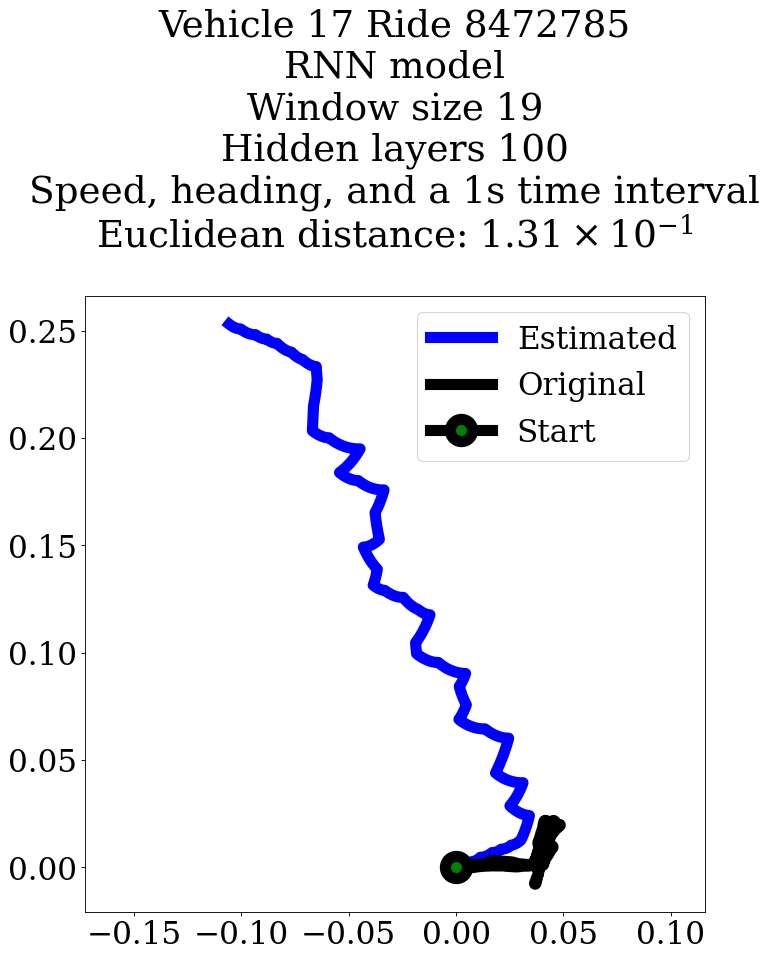 Vehicle 17 Ride 8472785
RNN model
Window size 19
Hidden layers 100
Speed, heading, and a 1s time interval
Euclidean distance: 1.31 × 10⁻¹
Estimated
Original
Start
0.25
0.20
0.15
0.10
0.05
0.00
−0.15 −0.10 −0.05 0.00 0.05 0.10